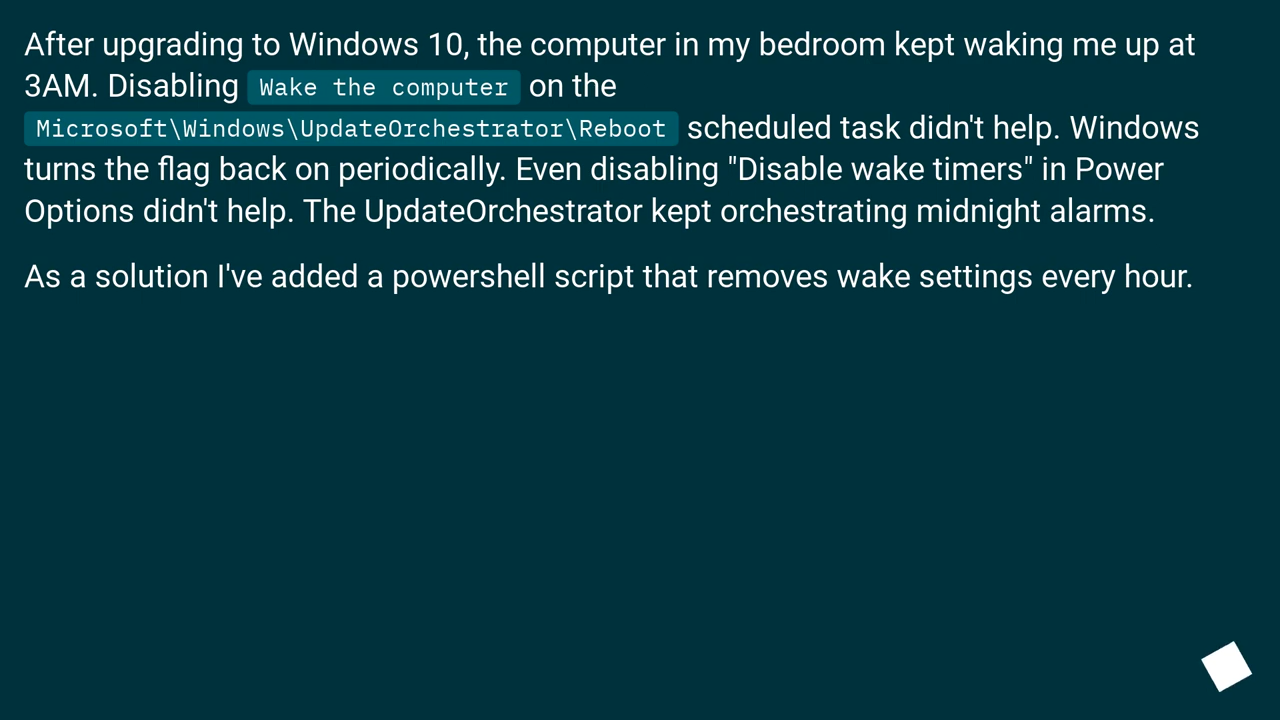 After upgrading to Windows 10, the computer in my bedroom kept waking me up at
3AM. Disabling Wake the computer on the
Microsoft\Windows\UpdateOrchestrator\Reboot scheduled task didn't help. Windows
turns the flag back on periodically. Even disabling "Disable wake timers" in Power
Options didn't help. The UpdateOrchestrator kept orchestrating midnight alarms.
As a solution I've added a powershell script that removes wake settings every hour.